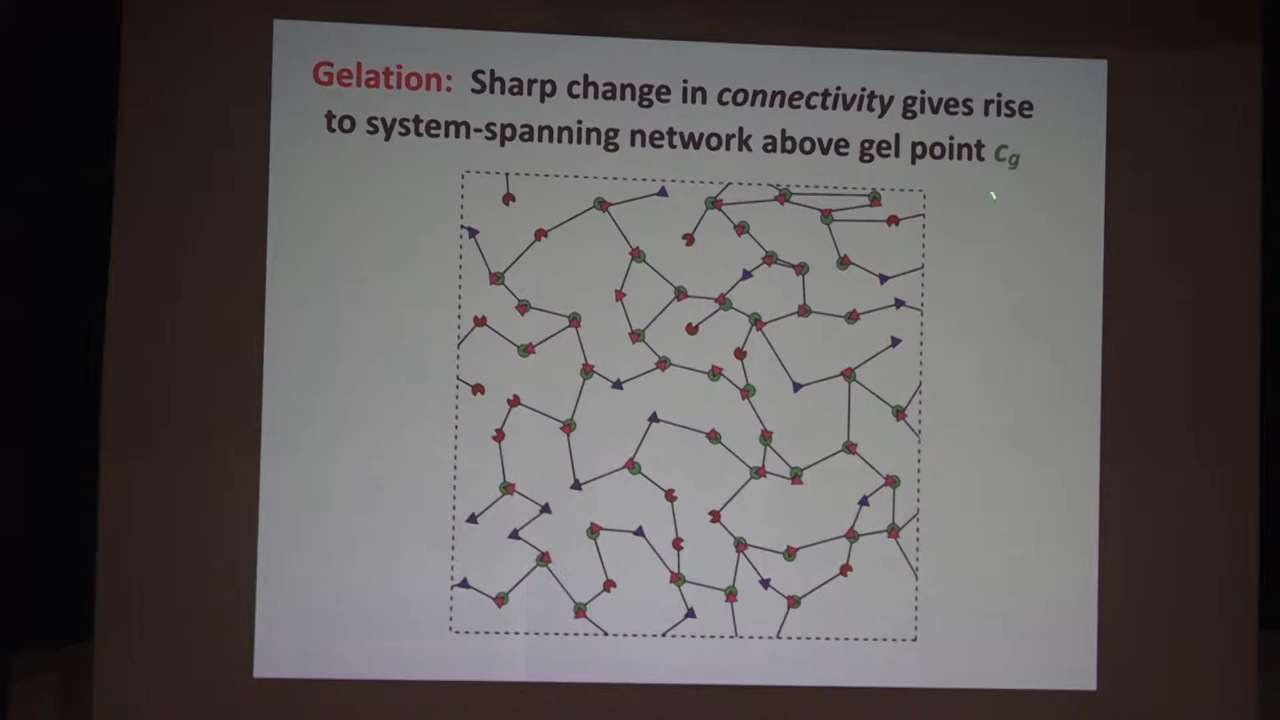 Gelation: Sharp change in connectivity gives rise
to system-spanning network above gel point cg